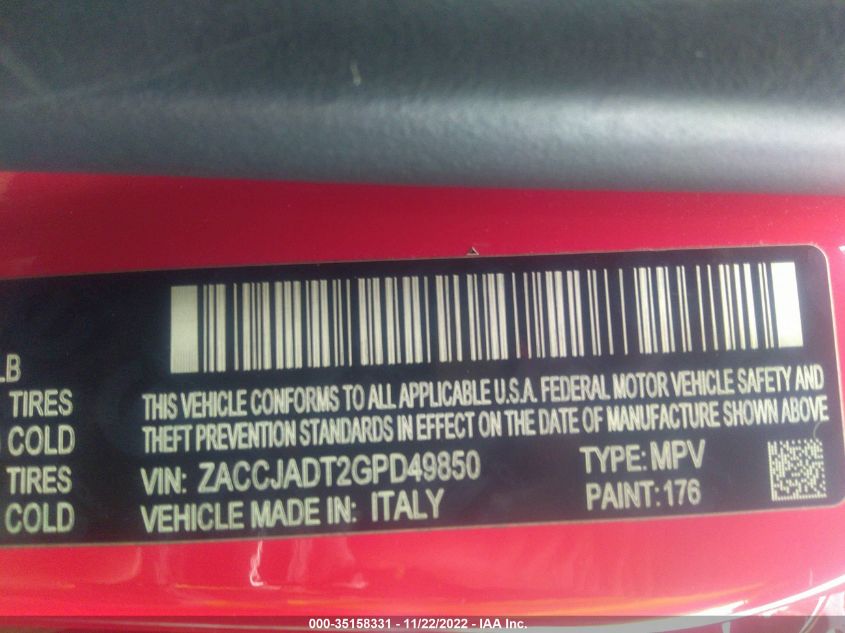 LB
TIRES
COLD
TIRES
COLD
THIS VEHICLE CONFORMS TO ALL APPLICABLE U.S.A. FEDERAL MOTOR VEHICLE SAFETY AND
THEFT PREVENTION STANDARDS IN EFFECT ON THE DATE OF MANUFACTURE SHOWN ABOVE
VIN: ZACCJADT2GPD49850
TYPE: MPV
VEHICLE MADE IN: ITALY
PAINT: 176
000-35158331 - 11/22/2022 - IAA Inc.